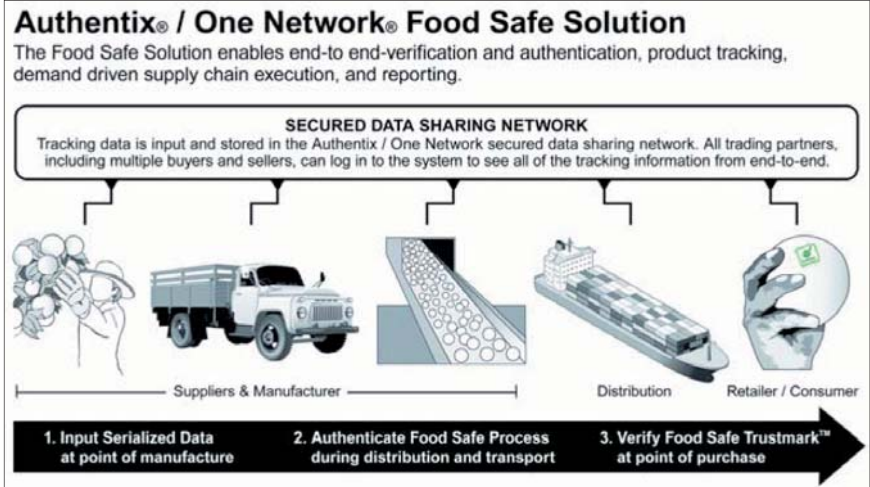 Authentix® / One Network® Food Safe Solution
The Food Safe Solution enables end-to end-verification and authentication, product tracking,
demand driven supply chain execution, and reporting.
SECURED DATA SHARING NETWORK
Tracking data is input and stored in the Authentix / One Network secured data sharing network. All trading partners,
including multiple buyers and sellers, can log in to the system to see all of the tracking information from end-to-end.
Suppliers & Manufacturer
Distribution
Retailer / Consumer
1. Input Serialized Data
at point of manufacture
2. Authenticate Food Safe Process
during distribution and transport
3. Verify Food Safe Trustmark™
at point of purchase